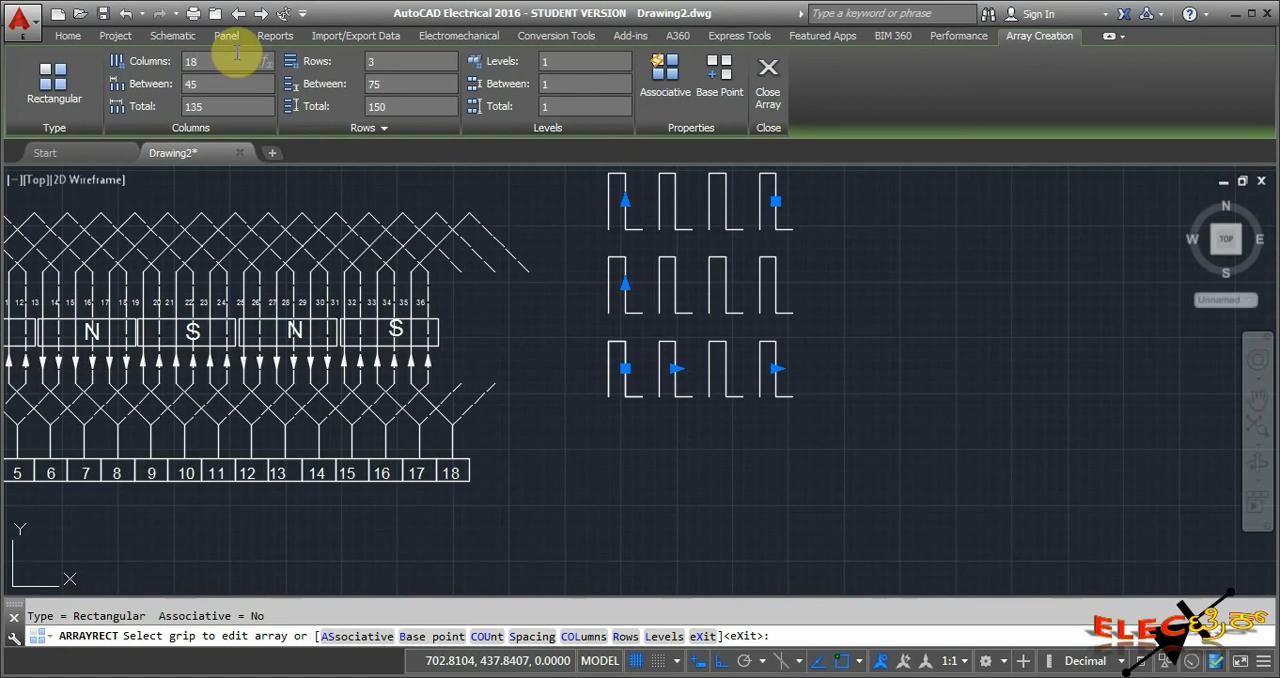 AutoCAD Electrical 2016 - STUDENT VERSION Drawing2.dwg
Type a keyword or phrase
Sign In
E
Home Project Schematic Panel Reports Import/Export Data Electromechanical Conversion Tools Add-ins A360 Express Tools Featured Apps BIM 360 Performance Array Creation
Columns: 18 Rows: 3 Levels: 1
Between: 45 Between: 75 Between: 1
Total: 135 Total: 150 Total: 1
Rectangular
Associative Base Point Close Array
Type Columns Rows Levels Properties Close
Start Drawing2*
[−][Top][2D Wireframe]
N
W TOP E
S
Unnamed
12 13 14 15 16 17 18 19 20 21 22 23 24 25 26 27 28 29 30 31 32 33 34 35 36
N S N S
5 6 7 8 9 10 11 12 13 14 15 16 17 18
Y
X
Type = Rectangular Associative = No
ARRAYRECT Select grip to edit array or [ASsociative Base point COUnt Spacing COLumns Rows Levels eXit]<eXit>:
702.8104, 437.8307, 0.0000 MODEL 1:1 Decimal